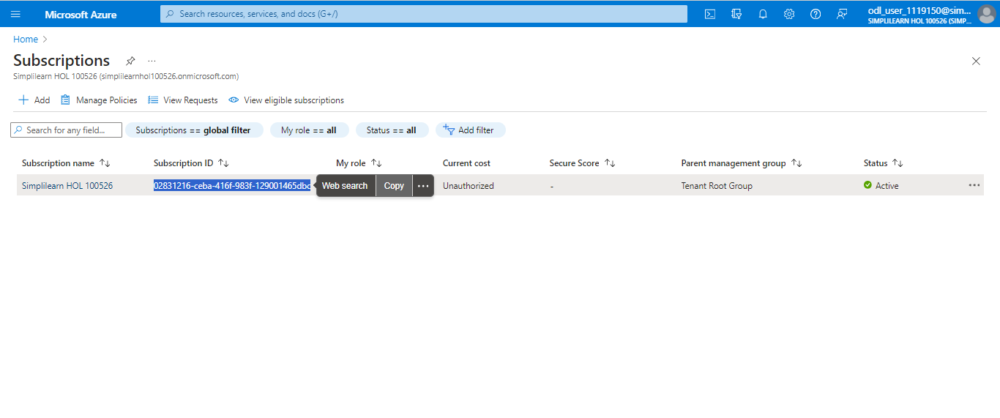 Microsoft Azure
Search resources, services, and docs (G+/)
odl_user_1119150@sim...
SIMPLILEARN HOL 100526 (SIMP...
Home
Subscriptions
...
Simplilearn HOL 100526 (simplilearnhol100526.onmicrosoft.com)
Add Manage Policies View Requests View eligible subscriptions
Search for any field... Subscriptions == global filter My role == all Status == all Add filter
Subscription name Subscription ID My role Current cost Secure Score Parent management group Status
Simplilearn HOL 100526 02831216-ceba-416f-983f-129001465dbc Web search Copy ... Unauthorized - Tenant Root Group Active ...